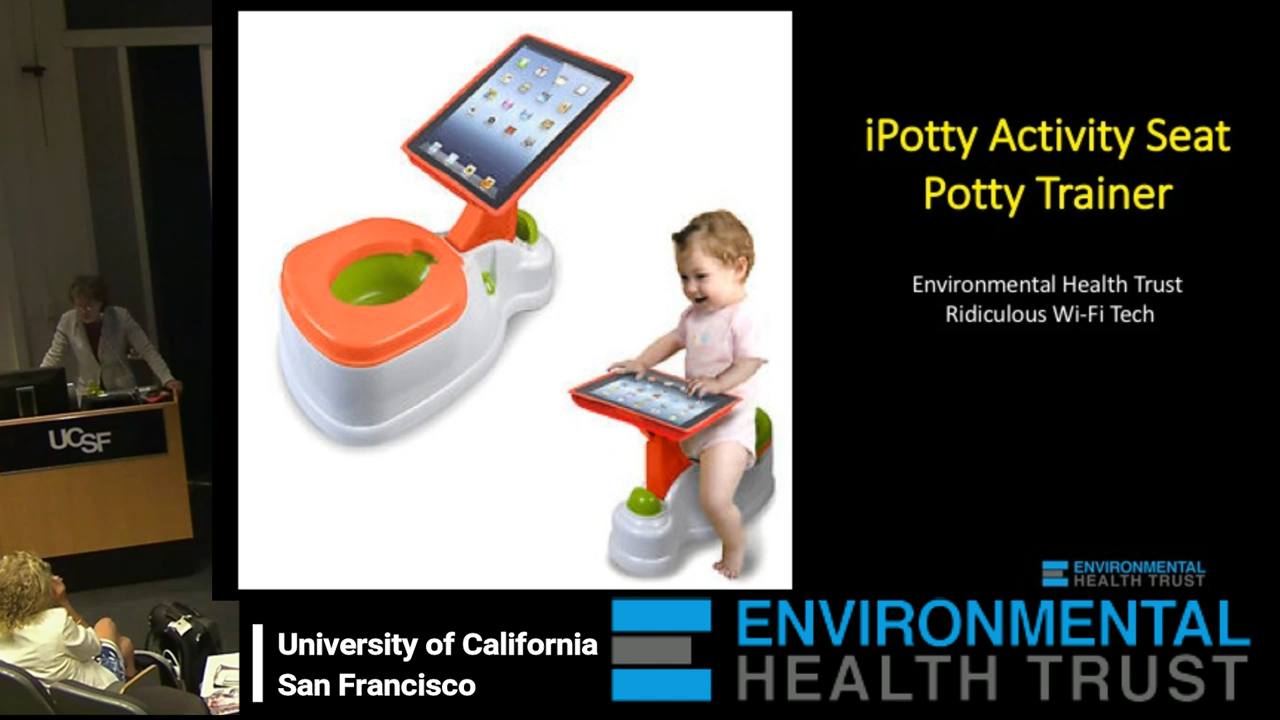 iPotty Activity Seat
Potty Trainer
Environmental Health Trust
Ridiculous Wi-Fi Tech
UCSF
ENVIRONMENTAL
HEALTH TRUST
University of California
San Francisco
ENVIRONMENTAL
HEALTH TRUST